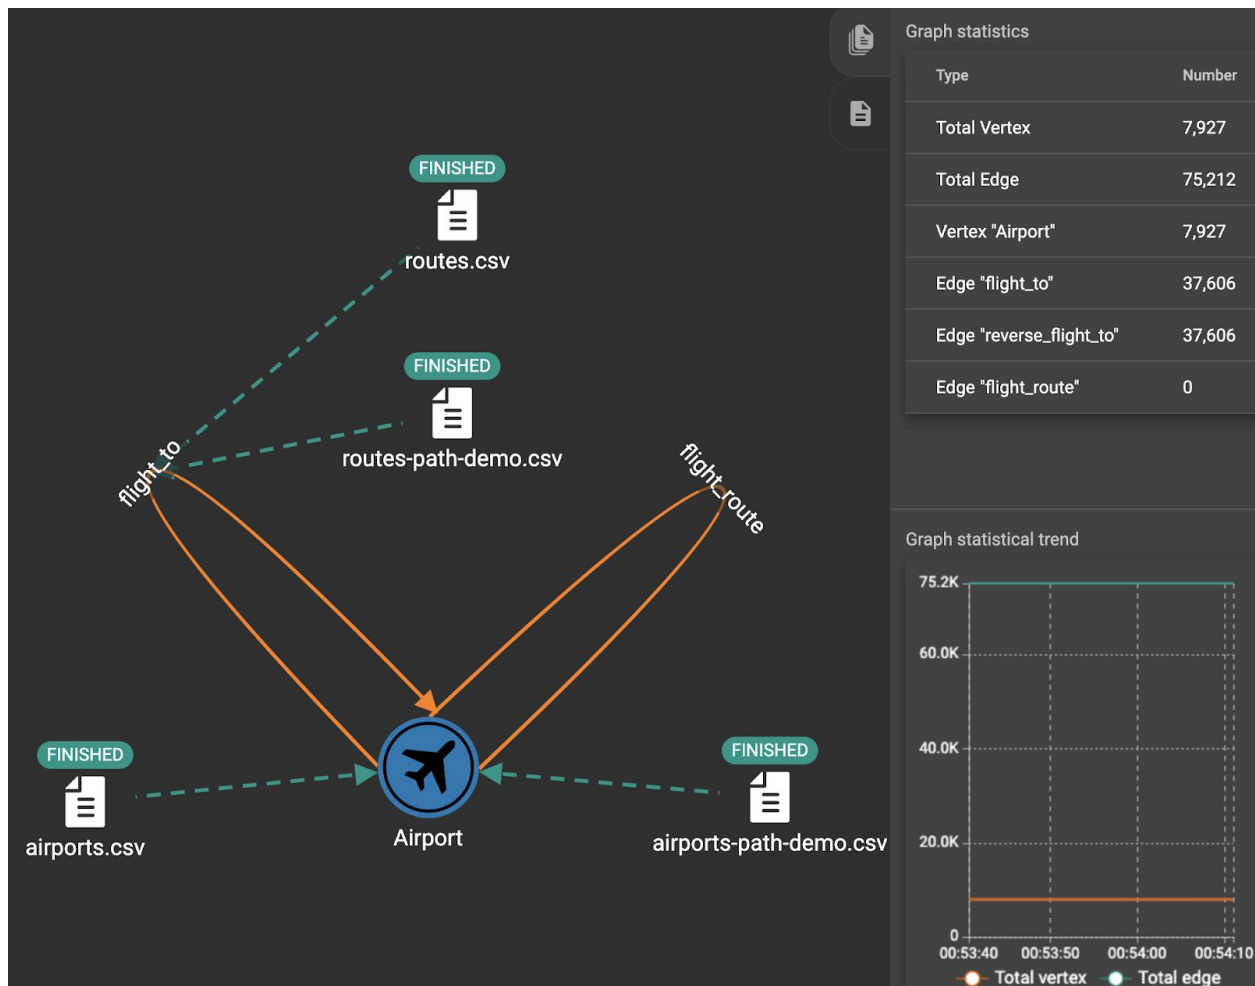 FINISHED
routes.csv
FINISHED
routes-path-demo.csv
flight_to
flight_route
FINISHED
airports.csv
Airport
FINISHED
airports-path-demo.csv
Graph statistics
Type Number
Total Vertex 7,927
Total Edge 75,212
Vertex "Airport" 7,927
Edge "flight_to" 37,606
Edge "reverse_flight_to" 37,606
Edge "flight_route" 0
Graph statistical trend
75.2K
60.0K
40.0K
20.0K
0
00:53:40 00:53:50 00:54:00 00:54:10
Total vertex Total edge